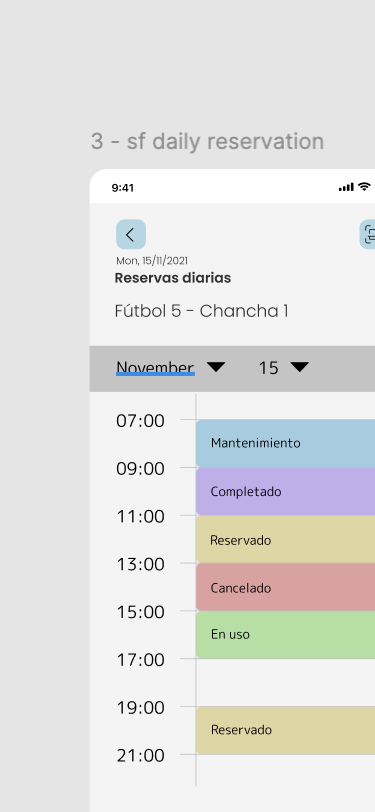 3 - sf daily reservation
9:41
Mon, 15/11/2021
Reservas diarias
Fútbol 5 - Chancha 1
November 15
07:00
Mantenimiento
09:00
Completado
11:00
Reservado
13:00
Cancelado
15:00
En uso
17:00
19:00
Reservado
21:00